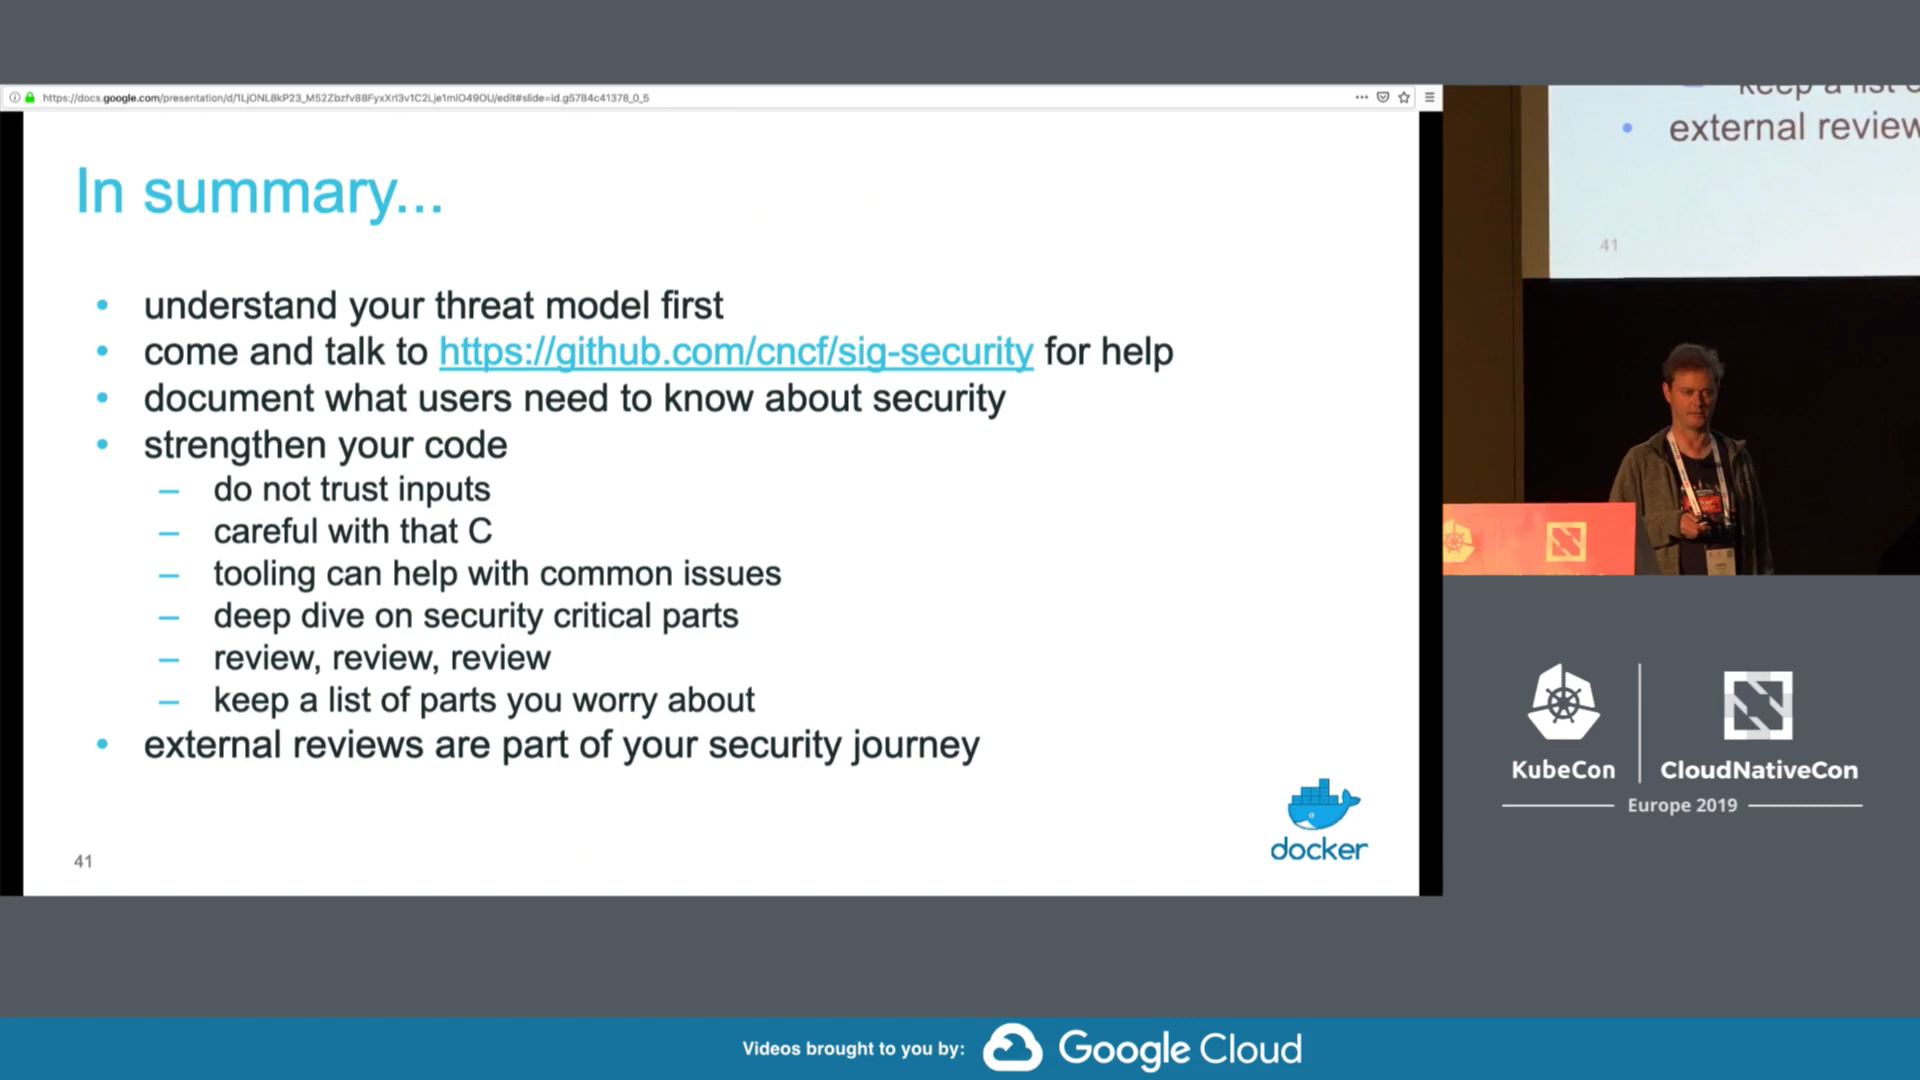 https://docs.google.com/presentation/d/1LjONL8kP23_M52Zbzfv88FyxXrl3v1C2Lje1mlO49OU/edit#slide=id.g5784c41378_0_5
In summary...
• understand your threat model first
• come and talk to https://github.com/cncf/sig-security for help
• document what users need to know about security
• strengthen your code
– do not trust inputs
– careful with that C
– tooling can help with common issues
– deep dive on security critical parts
– review, review, review
– keep a list of parts you worry about
• external reviews are part of your security journey
docker
41
keep a list
• external review
41
KubeCon
CloudNativeCon
Europe 2019
Videos brought to you by:
Google Cloud